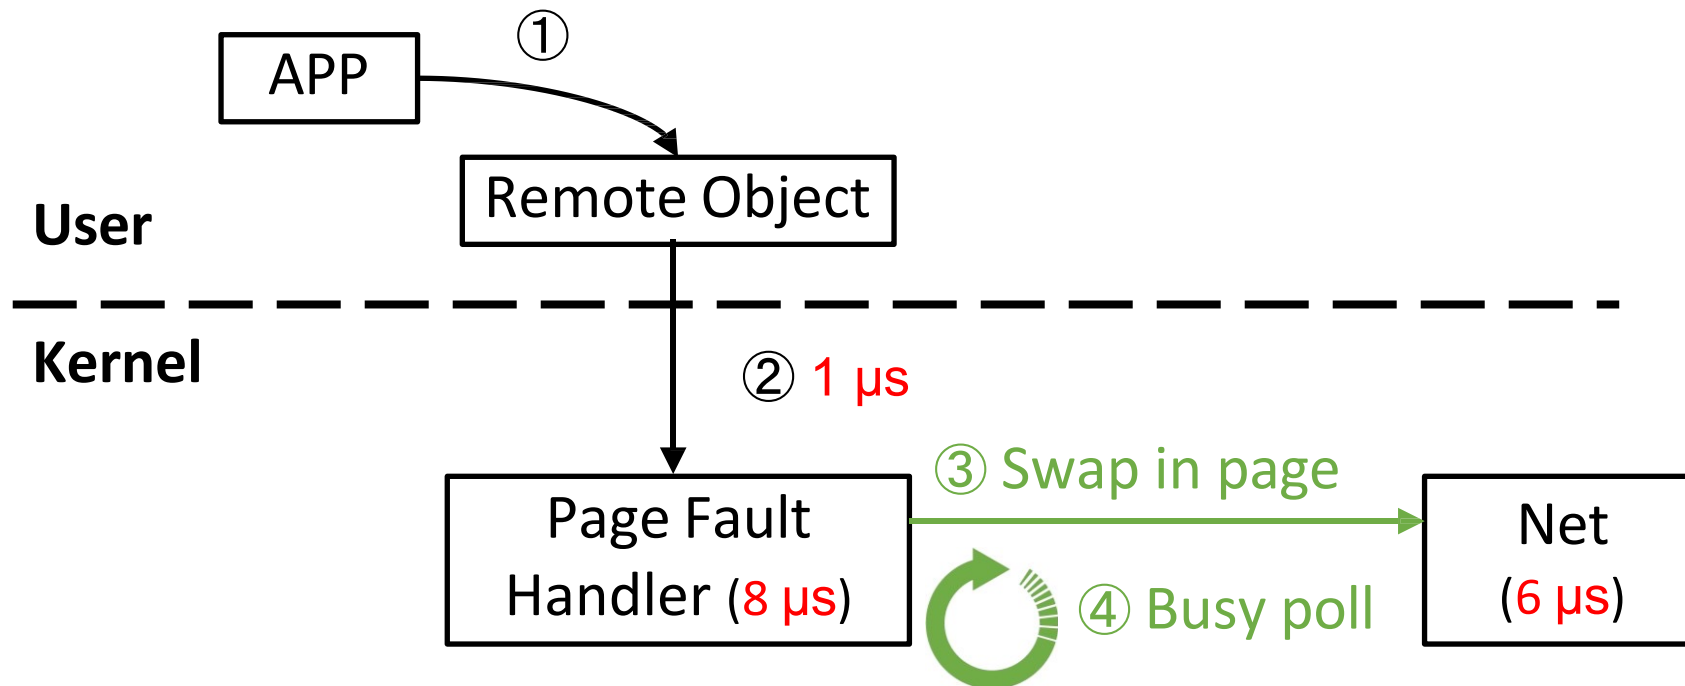 ①
APP
Remote Object
User
Kernel
② 1 µs
③ Swap in page
Page Fault
Handler (8 µs)
④ Busy poll
Net
(6 µs)